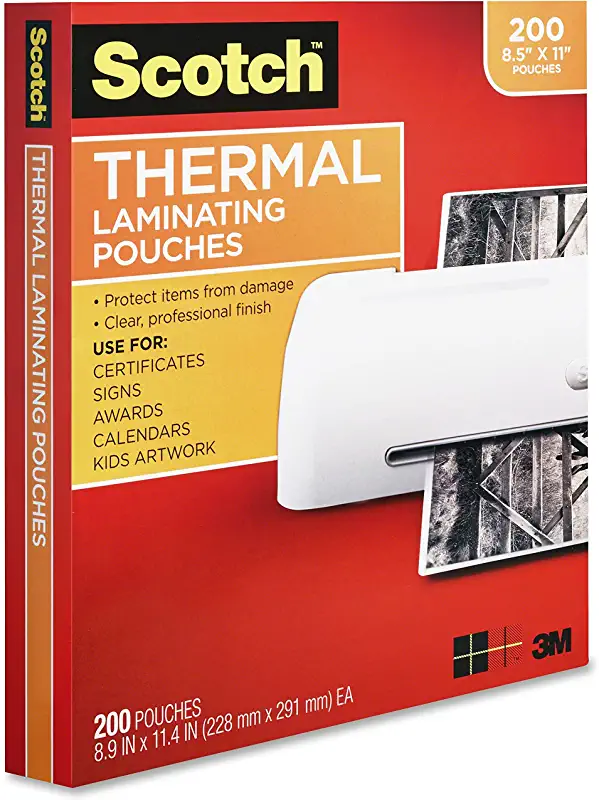 Scotch
THERMAL LAMINATING POUCHES
Scotch™
200
8.5" X 11"
POUCHES
THERMAL
LAMINATING
POUCHES
• Protect items from damage
• Clear, professional finish
USE FOR:
CERTIFICATES
SIGNS
AWARDS
CALENDARS
KIDS ARTWORK
3M
200 POUCHES
8.9 IN x 11.4 IN (228 mm x 291 mm) EA